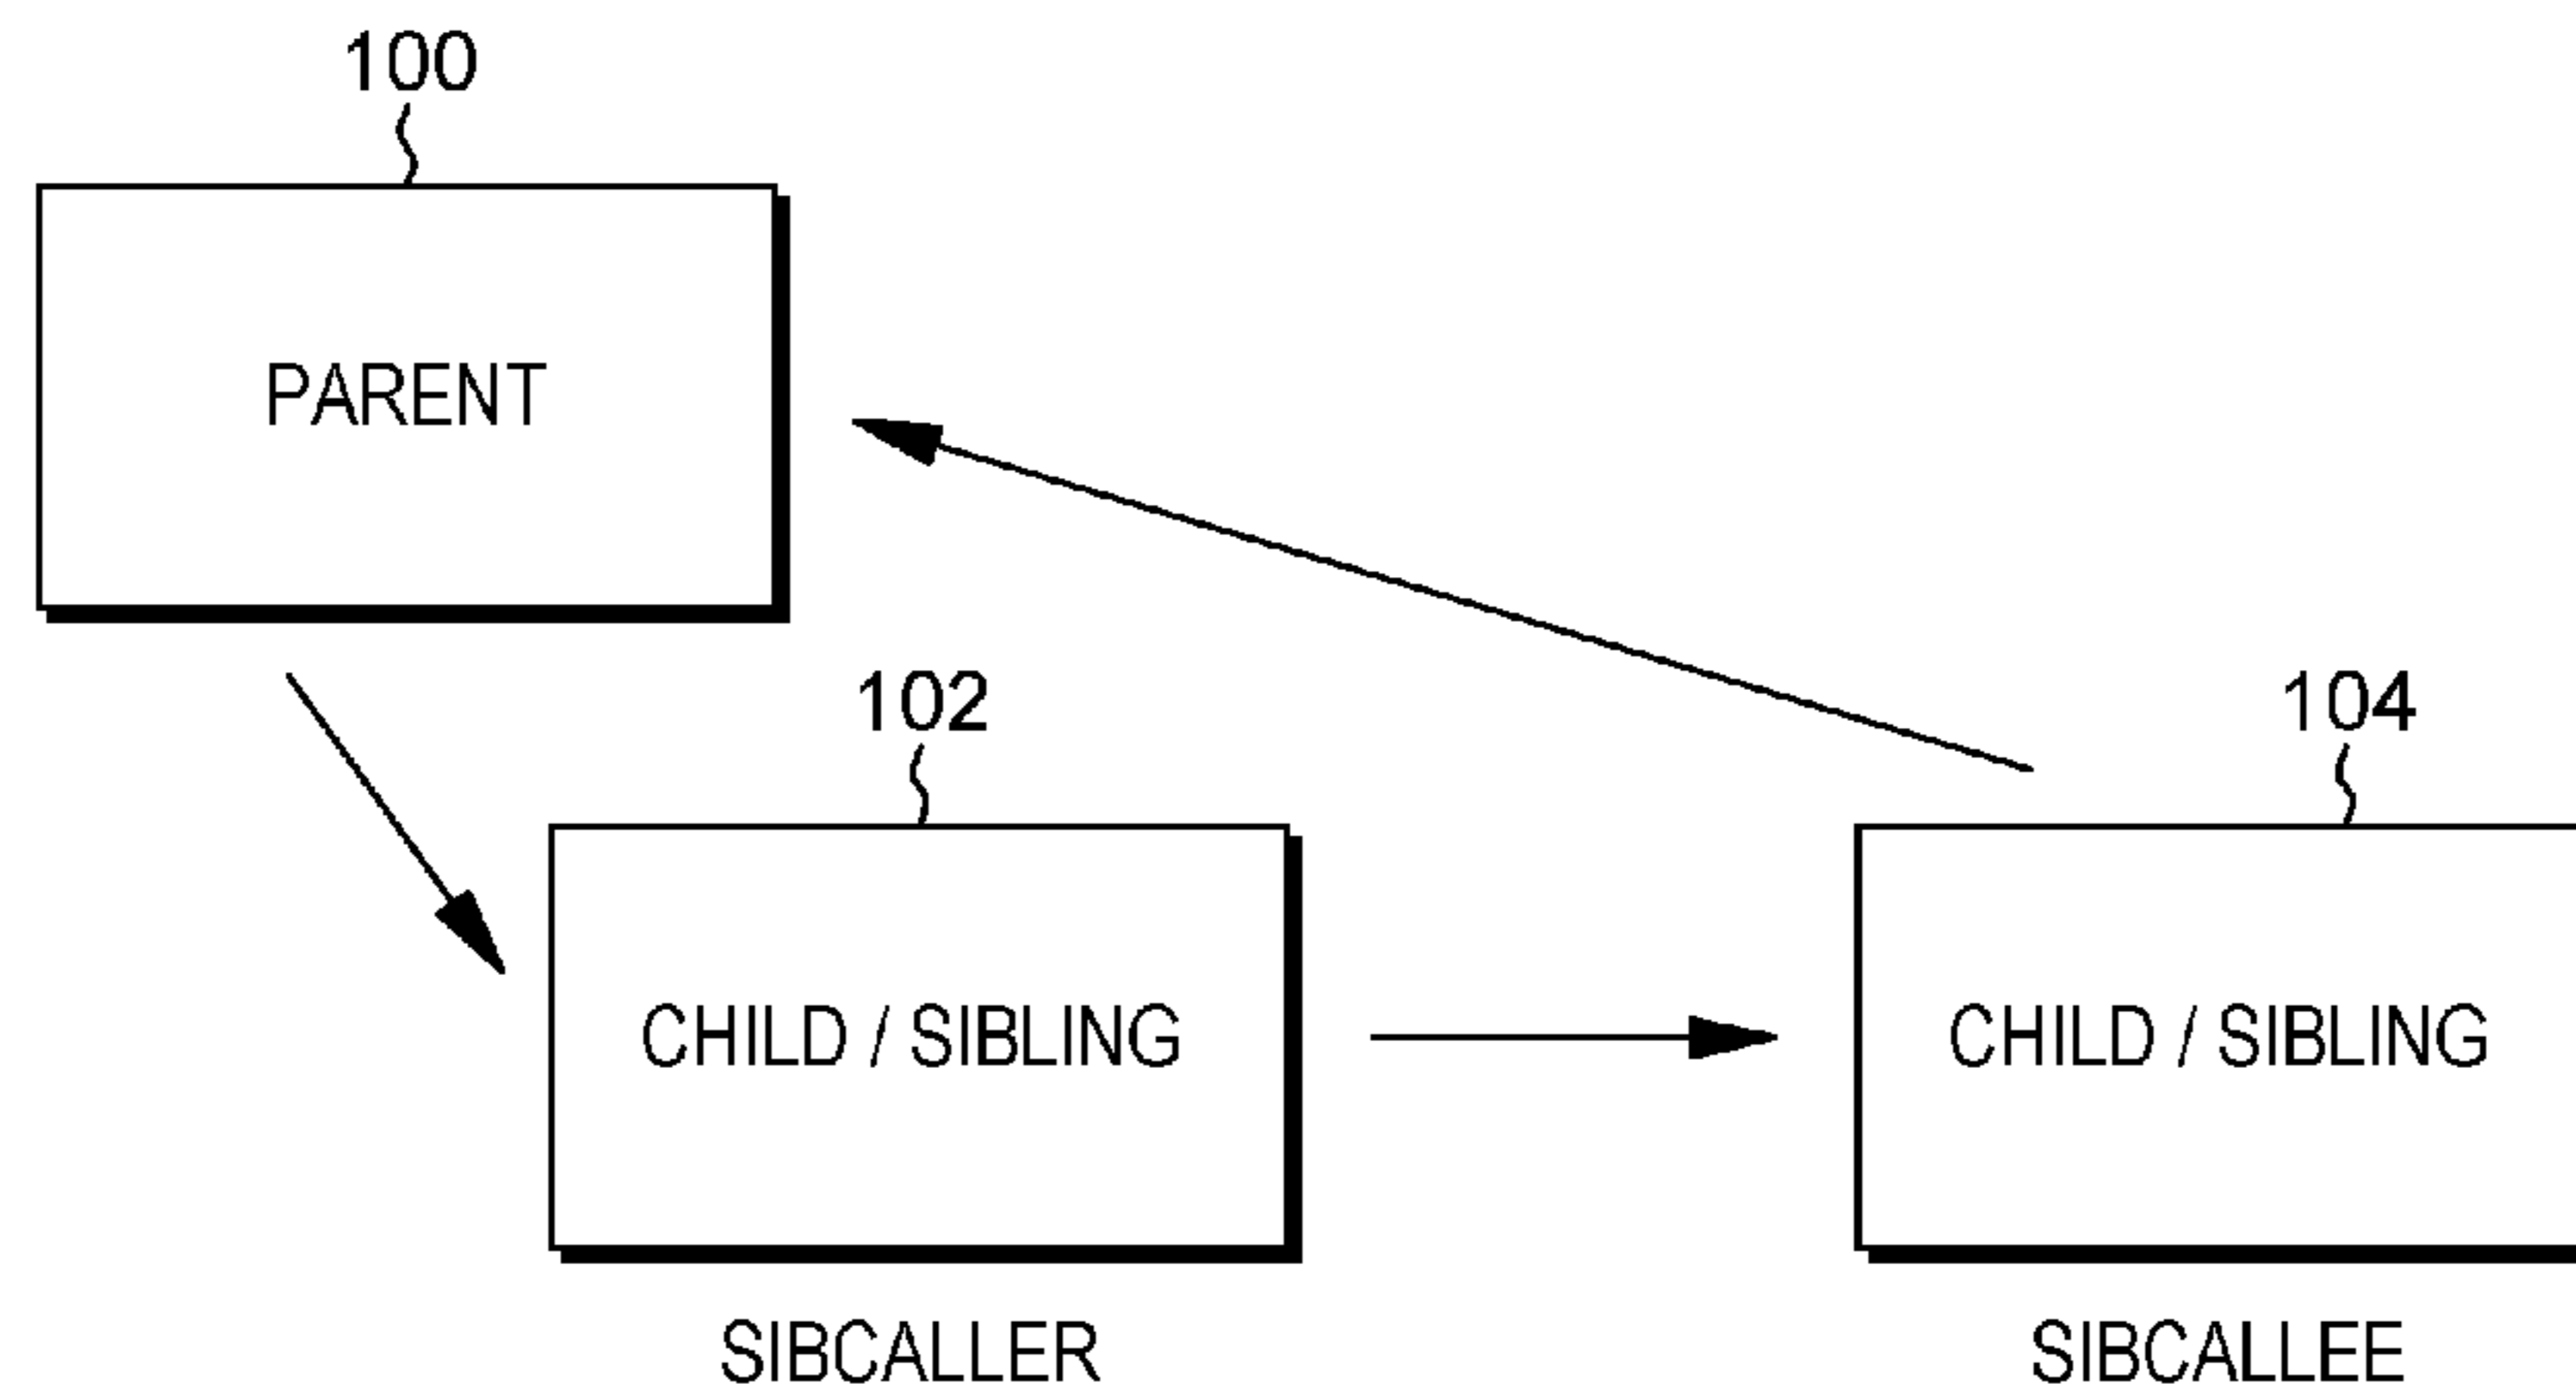 100
PARENT
102
104
CHILD / SIBLING
CHILD / SIBLING
SIBCALLER
SIBCALLEE